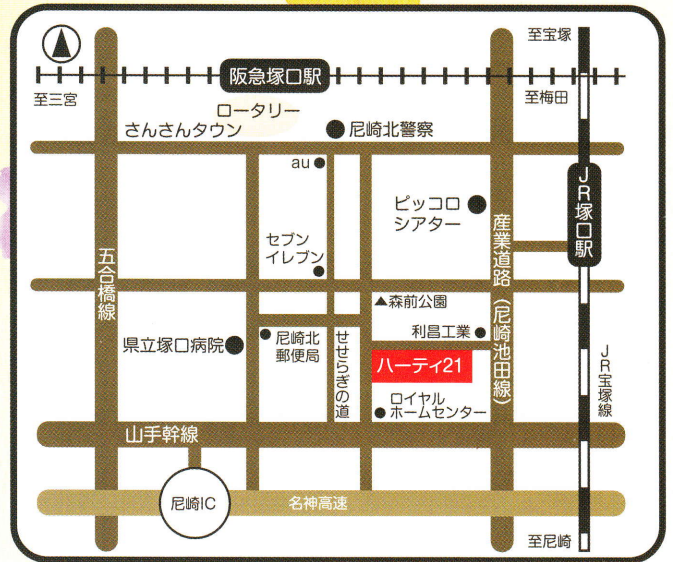 至宝塚
阪急塚口駅
至三宮
至梅田
ロータリー
さんさんタウン
尼崎北警察
au
JR塚口駅
ピッコロ
シアター
セブン
イレブン
五合橋線
産業道路(尼崎池田線)
森前公園
利昌工業
県立塚口病院
尼崎北
郵便局
せせらぎの道
ハーティ21
JR宝塚線
ロイヤル
ホームセンター
山手幹線
尼崎IC
名神高速
至尼崎